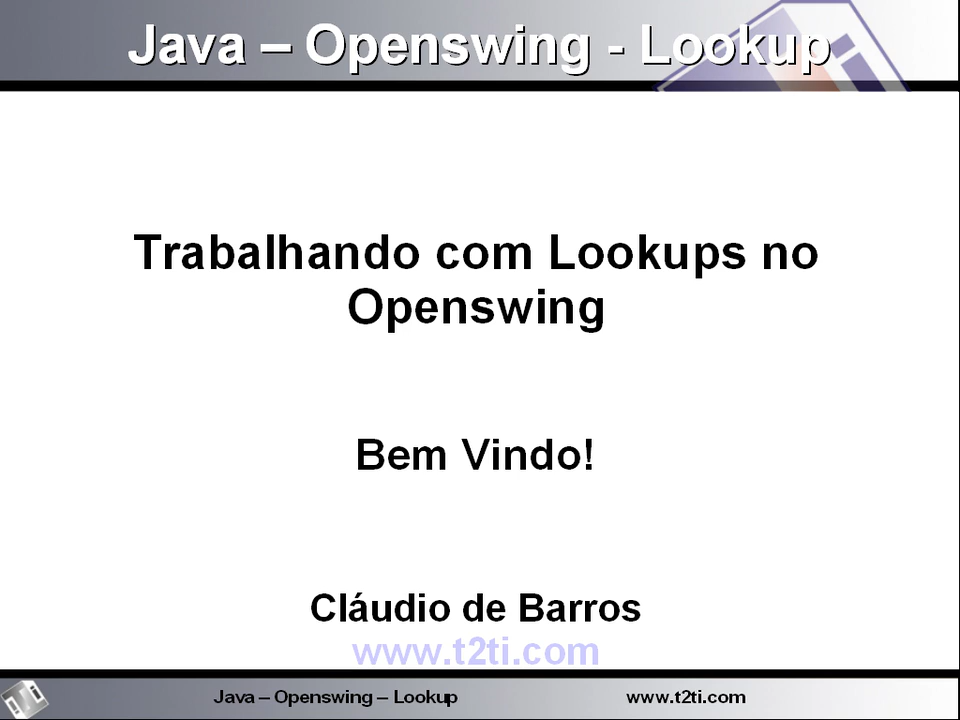 Java – Openswing - Lookup
Trabalhando com Lookups no
Openswing
Bem Vindo!
Cláudio de Barros
www.t2ti.com
Java – Openswing – Lookup www.t2ti.com